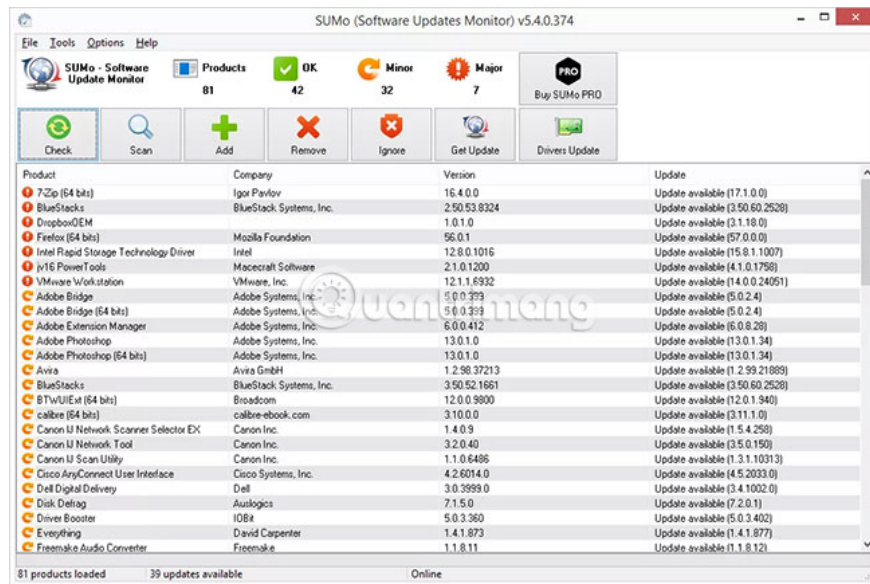 SUMo (Software Updates Monitor) v5.4.0.374
File Tools Options Help
SUMo - Software Update Monitor
Products 81
OK 42
Minor 32
Major 7
PRO
Buy SUMo PRO
Check Scan Add Remove Ignore Get Update Drivers Update
Product Company Version Update
7-Zip (64 bits) Igor Pavlov 16.4.0.0 Update available (17.1.0.0)
BlueStacks BlueStack Systems, Inc. 2.50.53.8324 Update available (3.50.60.2528)
DropboxOEM 1.0.1.0 Update available (3.1.18.0)
Firefox (64 bits) Mozilla Foundation 56.0.1 Update available (57.0.0.0)
Intel Rapid Storage Technology Driver Intel 12.8.0.1016 Update available (15.8.1.1007)
jv16 PowerTools Macecraft Software 2.1.0.1200 Update available (4.1.0.1758)
VMware Workstation VMware, Inc. 12.1.1.6932 Update available (14.0.0.24051)
Adobe Bridge Adobe Systems, Inc. 5.0.0.399 Update available (5.0.2.4)
Adobe Bridge (64 bits) Adobe Systems, Inc. 5.0.0.399 Update available (5.0.2.4)
Adobe Extension Manager Adobe Systems, Inc. 6.0.0.412 Update available (6.0.8.28)
Adobe Photoshop Adobe Systems, Inc. 13.0.1.0 Update available (13.0.1.34)
Adobe Photoshop (64 bits) Adobe Systems, Inc. 13.0.1.0 Update available (13.0.1.34)
Avira Avira GmbH 1.2.98.37213 Update available (1.2.99.21889)
BlueStacks BlueStack Systems, Inc. 3.50.52.1661 Update available (3.50.60.2528)
BTWUIExt (64 bits) Broadcom 12.0.0.9800 Update available (12.0.1.940)
calibre (64 bits) calibre-ebook.com 3.10.0.0 Update available (3.11.1.0)
Canon IJ Network Scanner Selector EX Canon Inc. 1.4.0.9 Update available (1.5.4.258)
Canon IJ Network Tool Canon Inc. 3.2.0.40 Update available (3.5.0.150)
Canon IJ Scan Utility Canon Inc. 1.1.0.6486 Update available (1.3.1.10313)
Cisco AnyConnect User Interface Cisco Systems, Inc. 4.2.6014.0 Update available (4.5.2033.0)
Dell Digital Delivery Dell 3.0.3999.0 Update available (3.4.1002.0)
Disk Defrag Auslogics 7.1.5.0 Update available (7.2.0.1)
Driver Booster IOBit 5.0.3.360 Update available (5.0.3.402)
Everything David Carpenter 1.4.1.873 Update available (1.4.1.877)
Freemake Audio Converter Freemake 1.1.8.11 Update available (1.1.8.12)
Quantrimang
81 products loaded 39 updates available Online